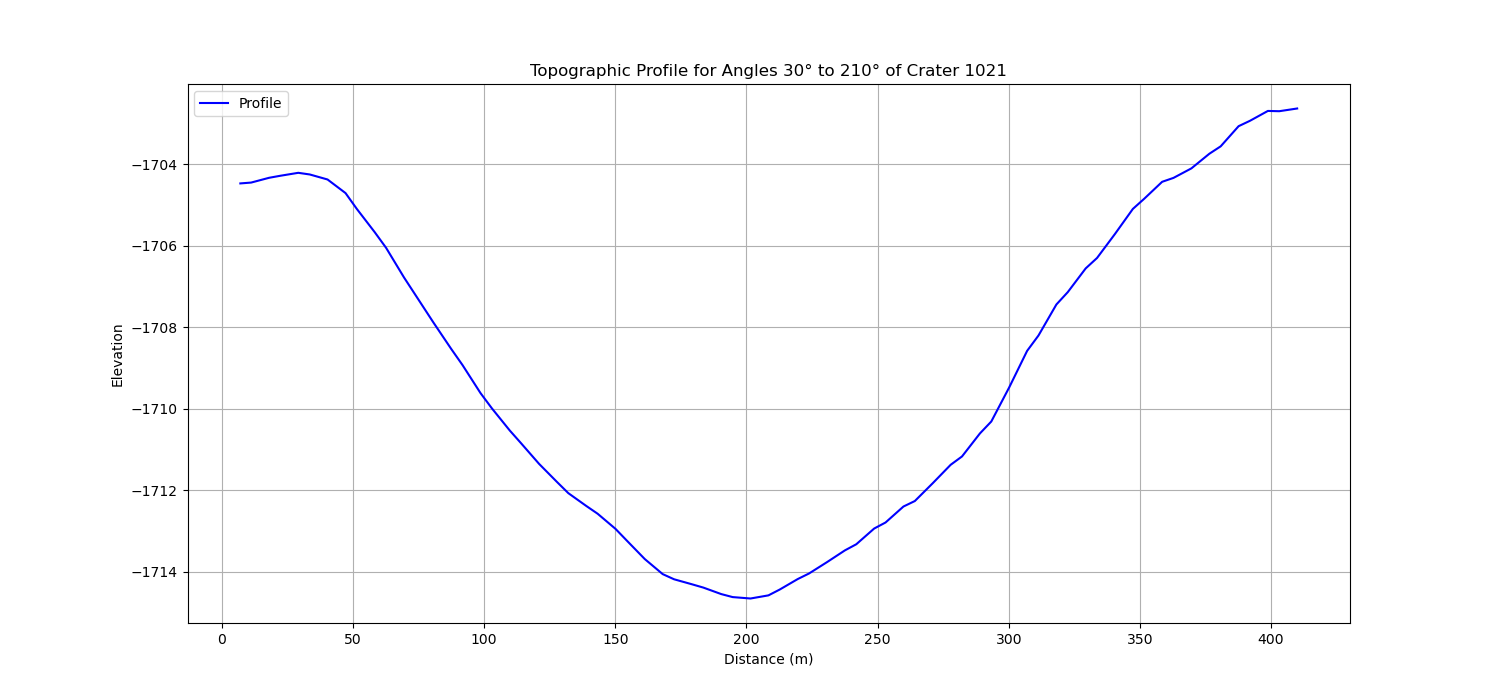 Topographic Profile for Angles 30° to 210° of Crater 1021
Profile
−1704
−1706
−1708
−1710
−1712
−1714
Elevation
0 50 100 150 200 250 300 350 400
Distance (m)